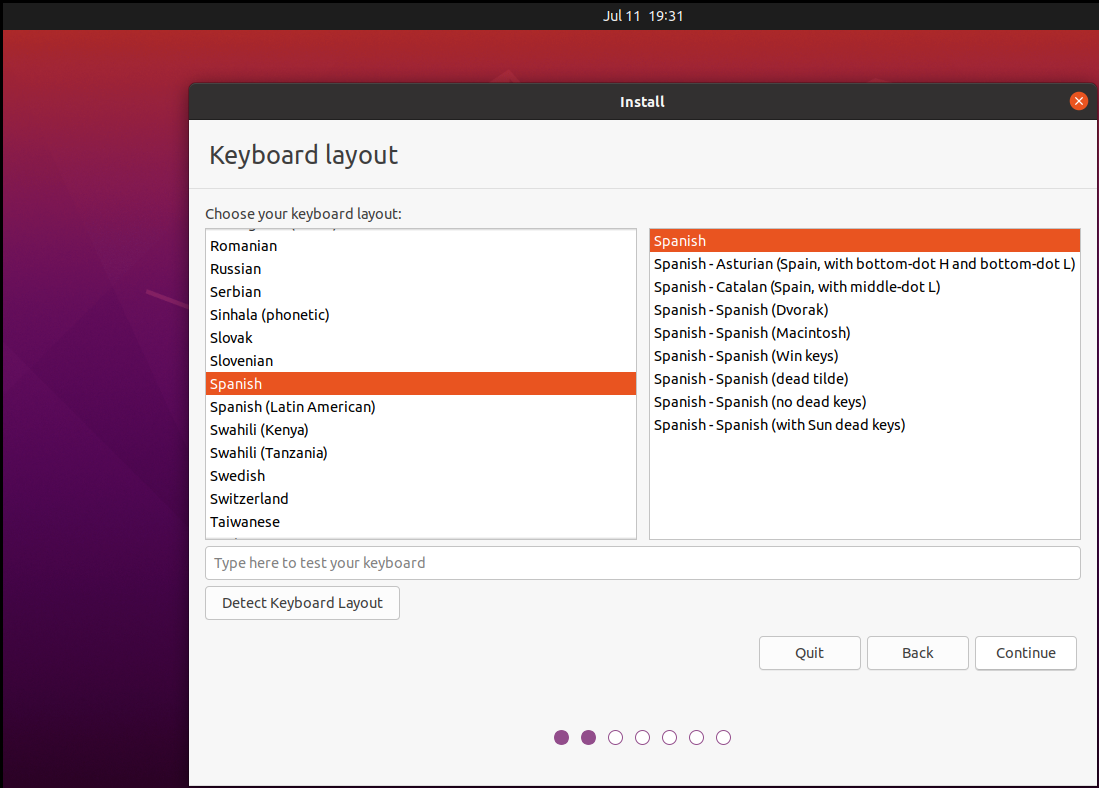 Jul 11 19:31
Install
Keyboard layout
Choose your keyboard layout:
Romanian
Russian
Serbian
Sinhala (phonetic)
Slovak
Slovenian
Spanish
Spanish (Latin American)
Swahili (Kenya)
Swahili (Tanzania)
Swedish
Switzerland
Taiwanese
Spanish
Spanish - Asturian (Spain, with bottom-dot H and bottom-dot L)
Spanish - Catalan (Spain, with middle-dot L)
Spanish - Spanish (Dvorak)
Spanish - Spanish (Macintosh)
Spanish - Spanish (Win keys)
Spanish - Spanish (dead tilde)
Spanish - Spanish (no dead keys)
Spanish - Spanish (with Sun dead keys)
Type here to test your keyboard
Detect Keyboard Layout
Quit
Back
Continue